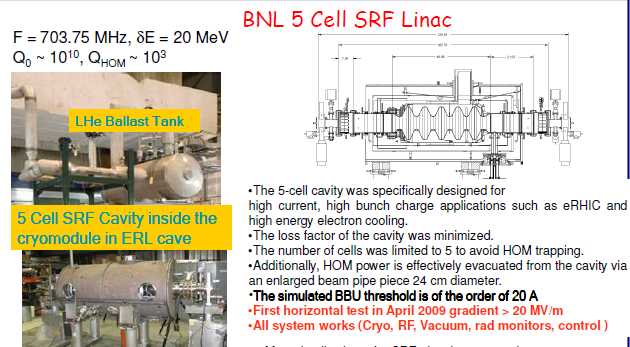 BNL 5 Cell SRF Linac
F = 703.75 MHz, δE = 20 MeV
Q0 ~ 10^10, QHOM ~ 10^3
LHe Ballast Tank
5 Cell SRF Cavity inside the
cryomodule in ERL cave
•The 5-cell cavity was specifically designed for
high current, high bunch charge applications such as eRHIC and
high energy electron cooling.
•The loss factor of the cavity was minimized.
•The number of cells was limited to 5 to avoid HOM trapping.
•Additionally, HOM power is effectively evacuated from the cavity via
an enlarged beam pipe piece 24 cm diameter.
•The simulated BBU threshold is of the order of 20 A
•First horizontal test in April 2009 gradient > 20 MV/m
•All system works (Cryo, RF, Vacuum, rad monitors, control )